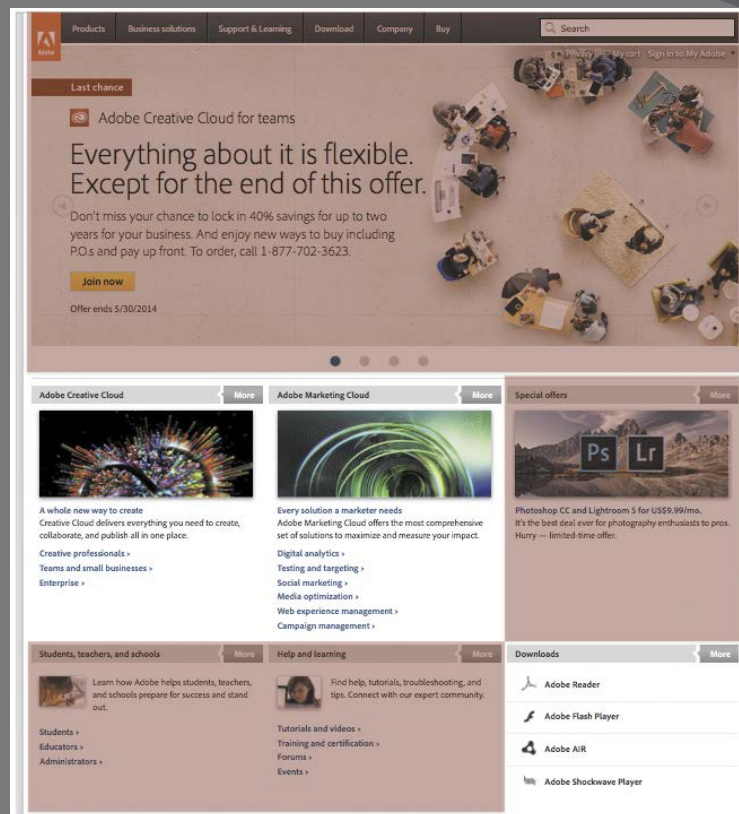 Products Business solutions Support & Learning Download Company Buy Search
Adobe
Privacy My cart Sign in to My Adobe
Last chance
Adobe Creative Cloud for teams
Everything about it is flexible.
Except for the end of this offer.
Don't miss your chance to lock in 40% savings for up to two
years for your business. And enjoy new ways to buy including
P.O.s and pay up front. To order, call 1-877-702-3623.
Join now
Offer ends 5/30/2014
Adobe Creative Cloud More
A whole new way to create
Creative Cloud delivers everything you need to create,
collaborate, and publish all in one place.
Creative professionals ›
Teams and small businesses ›
Enterprise ›
Adobe Marketing Cloud More
Every solution a marketer needs
Adobe Marketing Cloud offers the most comprehensive
set of solutions to maximize and measure your impact.
Digital analytics ›
Testing and targeting ›
Social marketing ›
Media optimization ›
Web experience management ›
Campaign management ›
Special offers More
Ps Lr
Photoshop CC and Lightroom 5 for US$9.99/mo.
It's the best deal ever for photography enthusiasts to pros.
Hurry — limited-time offer.
Students, teachers, and schools More
Learn how Adobe helps students, teachers,
and schools prepare for success and stand
out.
Students ›
Educators ›
Administrators ›
Help and learning More
Find help, tutorials, troubleshooting, and
tips. Connect with our expert community.
Tutorials and videos ›
Training and certification ›
Forums ›
Events ›
Downloads More
Adobe Reader
Adobe Flash Player
Adobe AIR
Adobe Shockwave Player